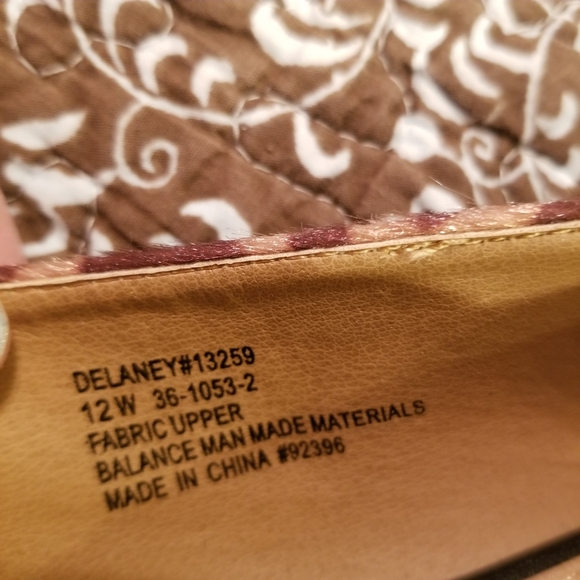 DELANEY#13259
12 W 36-1053-2
FABRIC UPPER
BALANCE MAN MADE MATERIALS
MADE IN CHINA #92396